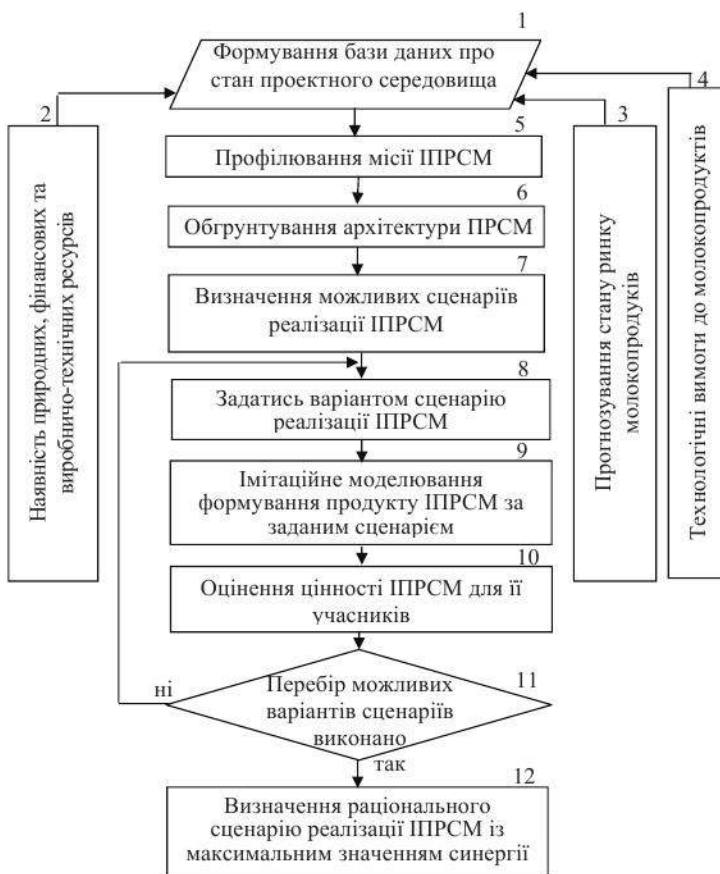 1
Формування бази даних про
стан проектного середовища
2
Наявність природних, фінансових та
виробничо-технічних ресурсів
3
Прогнозування стану ринку
молокопродуків
4
Технологічні вимоги до молокопродуктів
5
Профілювання місії ІПРСМ
6
Обгрунтування архітектури ПРСМ
7
Визначення можливих сценаріїв
реалізації ІПРСМ
8
Задатись варіантом сценарію
реалізації ІПРСМ
9
Імітаційне моделювання
формування продукту ІПРСМ за
заданим сценарієм
10
Оцінення цінності ІПРСМ для її
учасників
11
Перебір можливих
варіантів сценаріїв
виконано
ні
так
12
Визначення раціонального
сценарію реалізації ІПРСМ із
максимальним значенням синергії